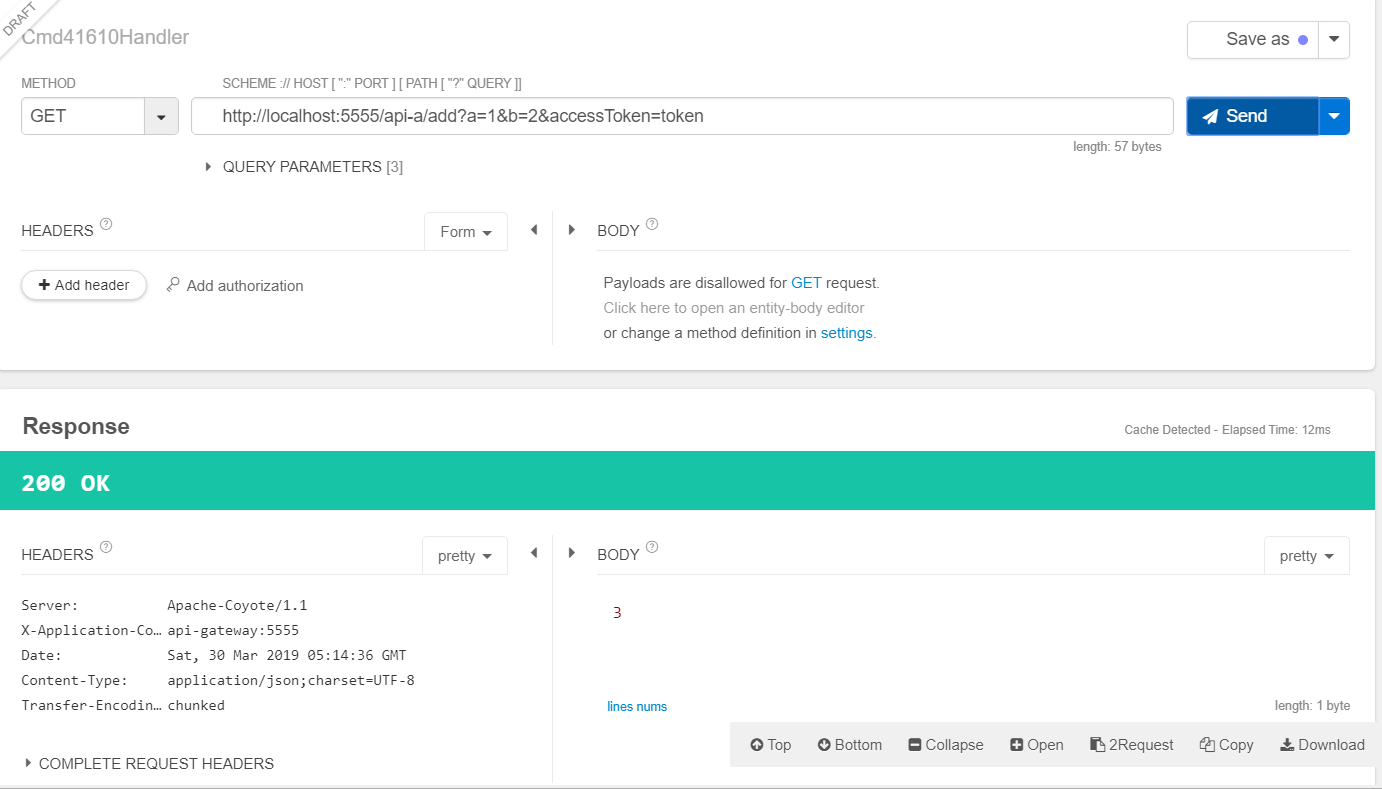 DRAFT
Cmd41610Handler
Save as
METHOD
SCHEME :// HOST [ ":" PORT ] [ PATH [ "?" QUERY ]]
GET
http://localhost:5555/api-a/add?a=1&b=2&accessToken=token
Send
length: 57 bytes
QUERY PARAMETERS [3]
HEADERS ?
Form
BODY ?
Add header
Add authorization
Payloads are disallowed for GET request.
Click here to open an entity-body editor
or change a method definition in settings.
Response
Cache Detected - Elapsed Time: 12ms
200 OK
HEADERS ?
pretty
BODY ?
pretty
Server: Apache-Coyote/1.1
X-Application-Co… api-gateway:5555
Date: Sat, 30 Mar 2019 05:14:36 GMT
Content-Type: application/json;charset=UTF-8
Transfer-Encodin… chunked
3
lines nums
length: 1 byte
Top Bottom Collapse Open 2Request Copy Download
COMPLETE REQUEST HEADERS